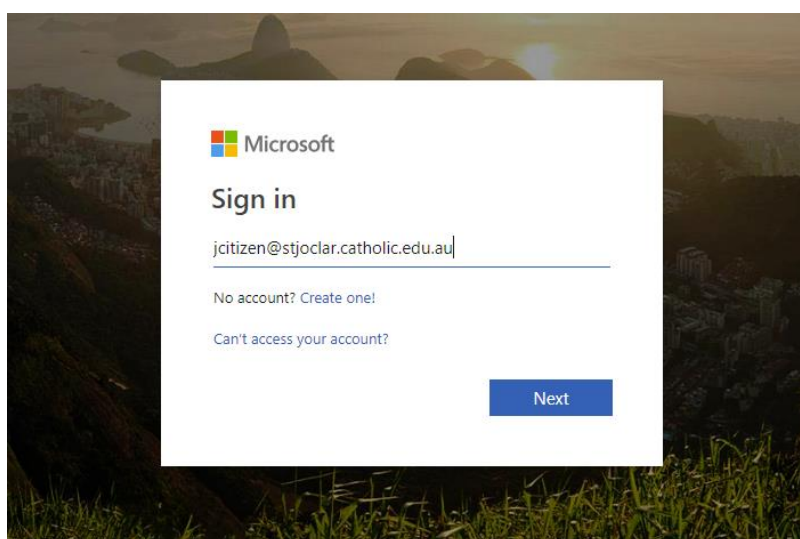 Microsoft
Sign in
jcitizen@stjoclar.catholic.edu.au
No account? Create one!
Can't access your account?
Next